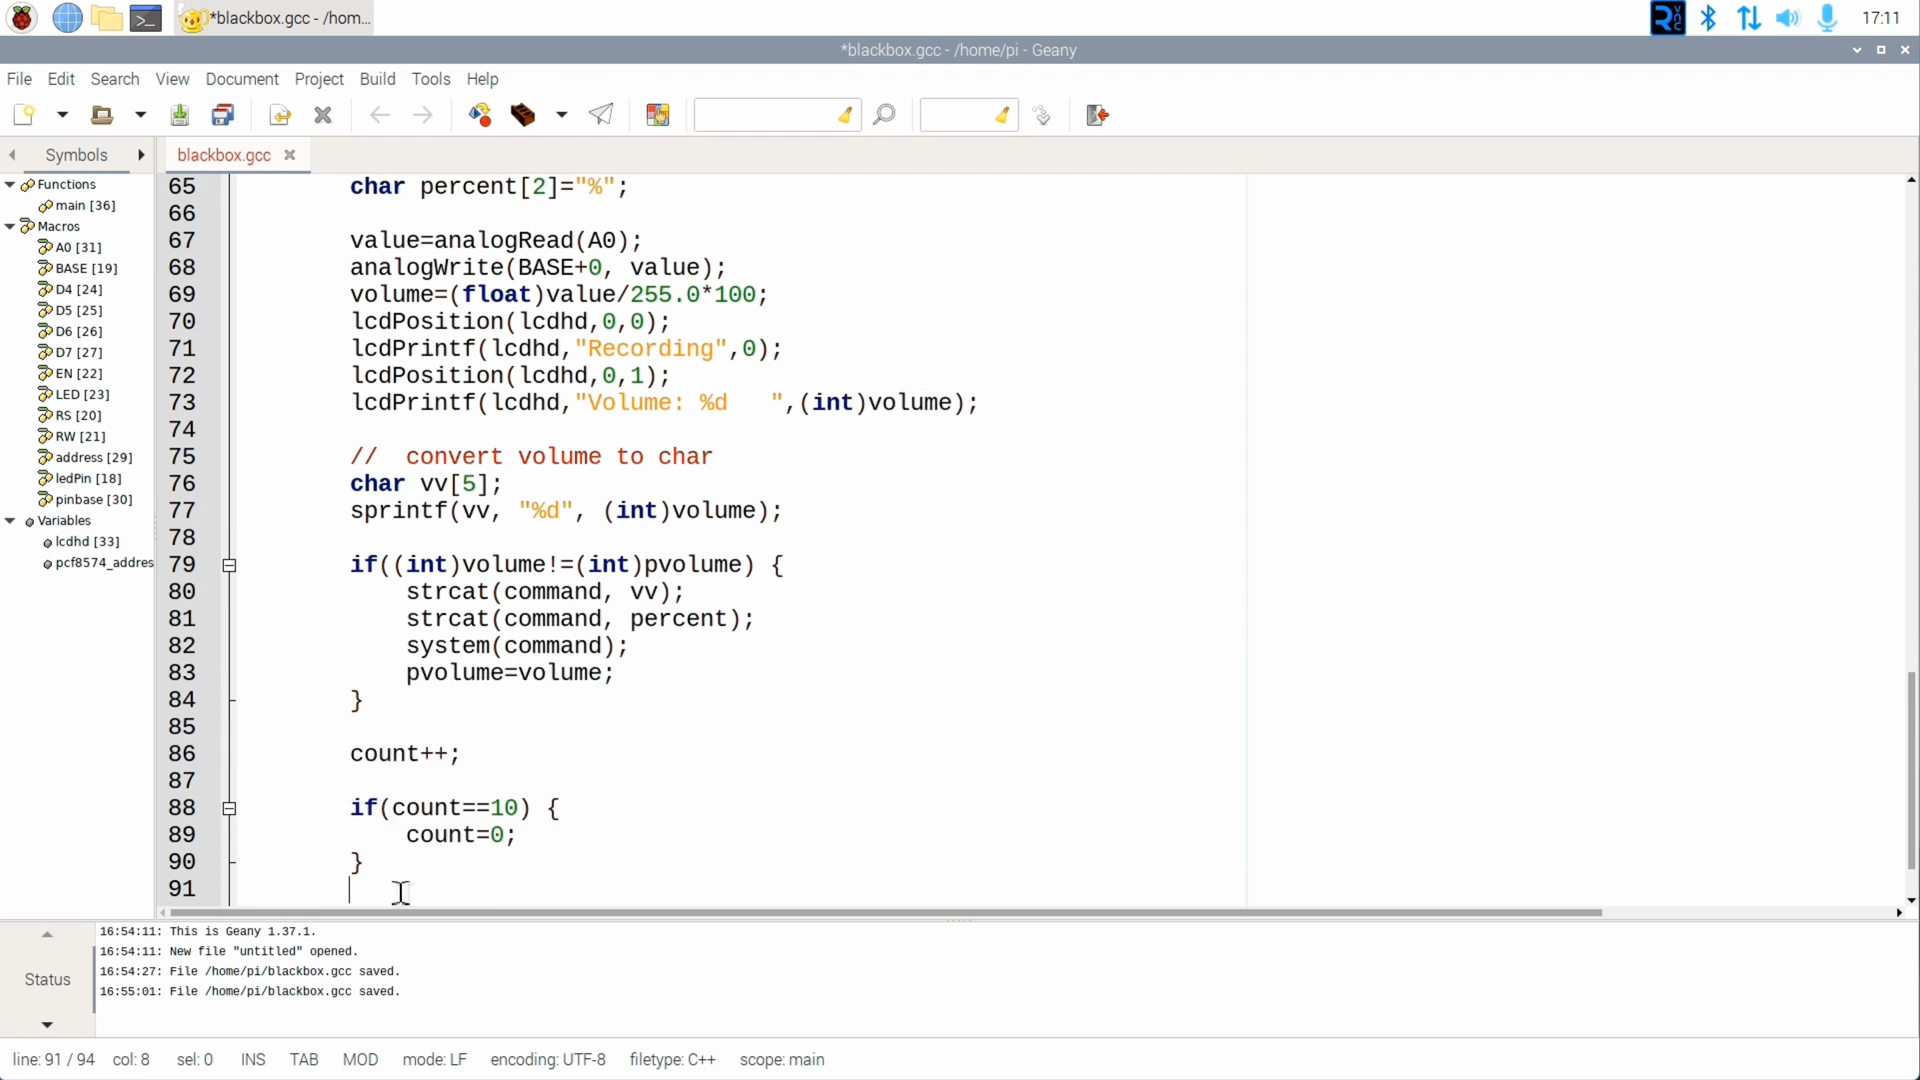 *blackbox.gcc - /hom...
17:11
*blackbox.gcc - /home/pi - Geany
File Edit Search View Document Project Build Tools Help
Symbols
blackbox.gcc
Functions
main [36]
Macros
A0 [31]
BASE [19]
D4 [24]
D5 [25]
D6 [26]
D7 [27]
EN [22]
LED [23]
RS [20]
RW [21]
address [29]
ledPin [18]
pinbase [30]
Variables
lcdhd [33]
pcf8574_addres
65 char percent[2]="%";
66
67 value=analogRead(A0);
68 analogWrite(BASE+0, value);
69 volume=(float)value/255.0*100;
70 lcdPosition(lcdhd,0,0);
71 lcdPrintf(lcdhd,"Recording",0);
72 lcdPosition(lcdhd,0,1);
73 lcdPrintf(lcdhd,"Volume: %d   ",(int)volume);
74
75 //  convert volume to char
76 char vv[5];
77 sprintf(vv, "%d", (int)volume);
78
79 if((int)volume!=(int)pvolume) {
80 strcat(command, vv);
81 strcat(command, percent);
82 system(command);
83 pvolume=volume;
84 }
85
86 count++;
87
88 if(count==10) {
89 count=0;
90 }
91
Status
16:54:11: This is Geany 1.37.1.
16:54:11: New file "untitled" opened.
16:54:27: File /home/pi/blackbox.gcc saved.
16:55:01: File /home/pi/blackbox.gcc saved.
line: 91 / 94 col: 8 sel: 0 INS TAB MOD mode: LF encoding: UTF-8 filetype: C++ scope: main